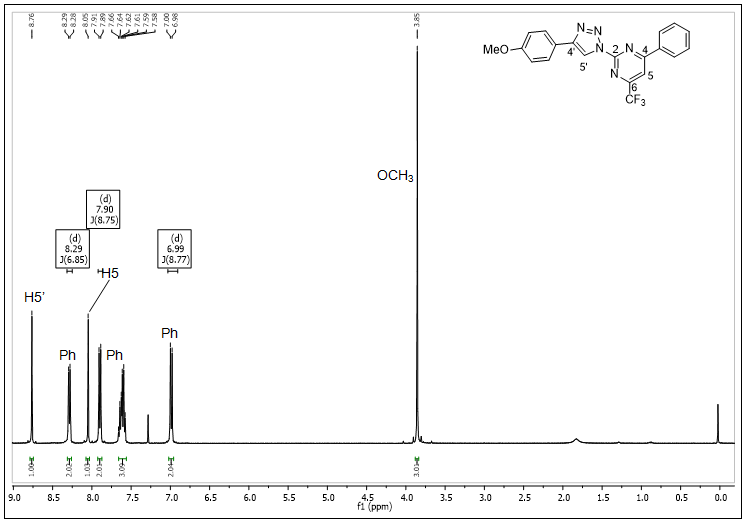 8.76
8.29
8.28
8.05
7.91
7.89
7.66
7.64
7.62
7.61
7.59
7.58
7.00
6.98
3.85
N N
MeO 4' N 2 N 4
5' N 5
6
CF3
OCH3
(d)
7.90
J(8.75)
(d)
8.29
J(6.85)
(d)
6.99
J(8.77)
H5
H5'
Ph Ph Ph
1.00
2.02
1.03
2.01
3.09
2.04
3.01
9.0 8.5 8.0 7.5 7.0 6.5 6.0 5.5 5.0 4.5 4.0 3.5 3.0 2.5 2.0 1.5 1.0 0.5 0.0
f1 (ppm)